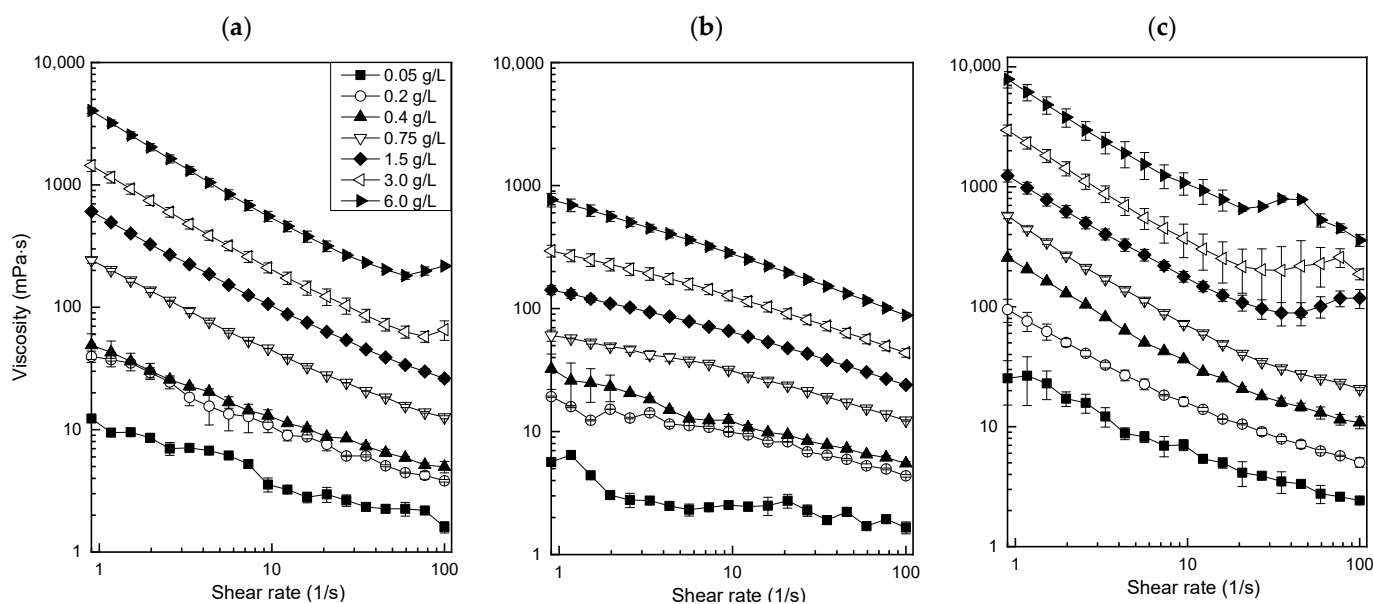 (a)
(b)
(c)
10,000
1000
100
10
1
Viscosity (mPa·s)
0.05 g/L
0.2 g/L
0.4 g/L
0.75 g/L
1.5 g/L
3.0 g/L
6.0 g/L
1
10
100
Shear rate (1/s)
10,000
1000
100
10
1
1
10
100
Shear rate (1/s)
10,000
1000
100
10
1
1
10
100
Shear rate (1/s)